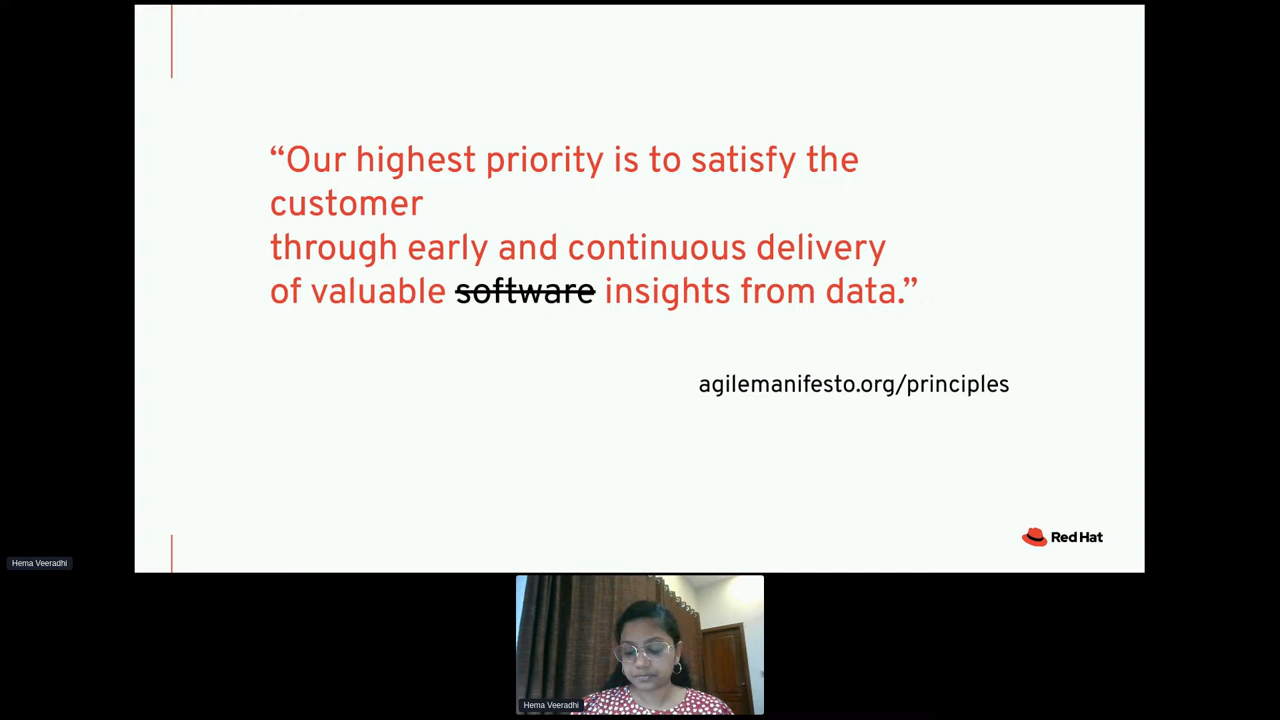 “Our highest priority is to satisfy the
customer
through early and continuous delivery
of valuable software insights from data.”
agilemanifesto.org/principles
Red Hat
Hema Veeradhi
Hema Veeradhi